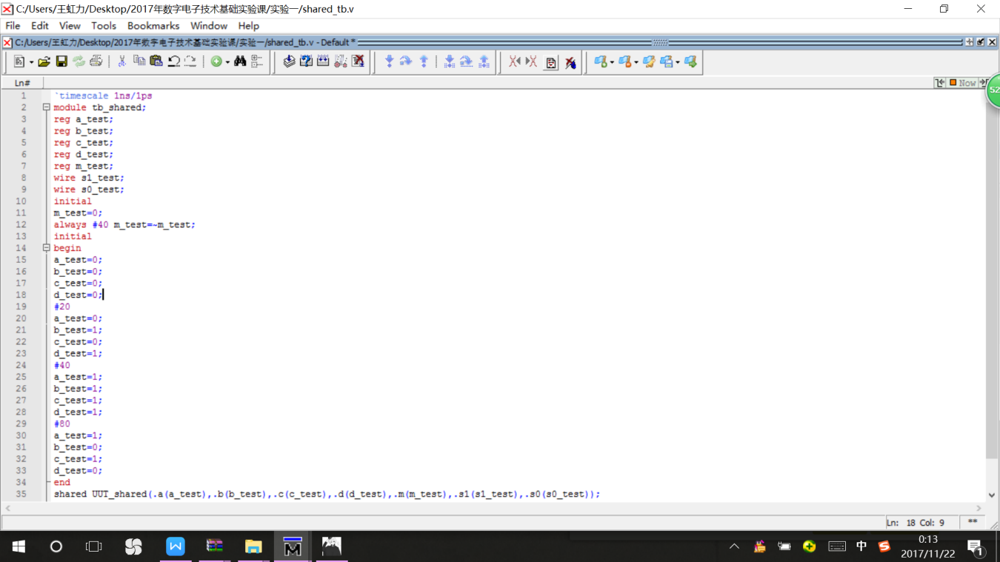 C:/Users/王虹力/Desktop/2017年数字电子技术基础实验课/实验一/shared_tb.v
File Edit View Tools Bookmarks Window Help
C:/Users/王虹力/Desktop/2017年数字电子技术基础实验课/实验一/shared_tb.v - Default *
Ln#
Now
52
1 `timescale 1ns/1ps
2 module tb_shared;
3 reg a_test;
4 reg b_test;
5 reg c_test;
6 reg d_test;
7 reg m_test;
8 wire s1_test;
9 wire s0_test;
10 initial
11 m_test=0;
12 always #40 m_test=~m_test;
13 initial
14 begin
15 a_test=0;
16 b_test=0;
17 c_test=0;
18 d_test=0;
19 #20
20 a_test=0;
21 b_test=1;
22 c_test=0;
23 d_test=1;
24 #40
25 a_test=1;
26 b_test=1;
27 c_test=1;
28 d_test=1;
29 #80
30 a_test=1;
31 b_test=0;
32 c_test=1;
33 d_test=0;
34 end
35 shared UUT_shared(.a(a_test),.b(b_test),.c(c_test),.d(d_test),.m(m_test),.s1(s1_test),.s0(s0_test));
Ln: 18 Col: 9 **
中
0:13
2017/11/22
1